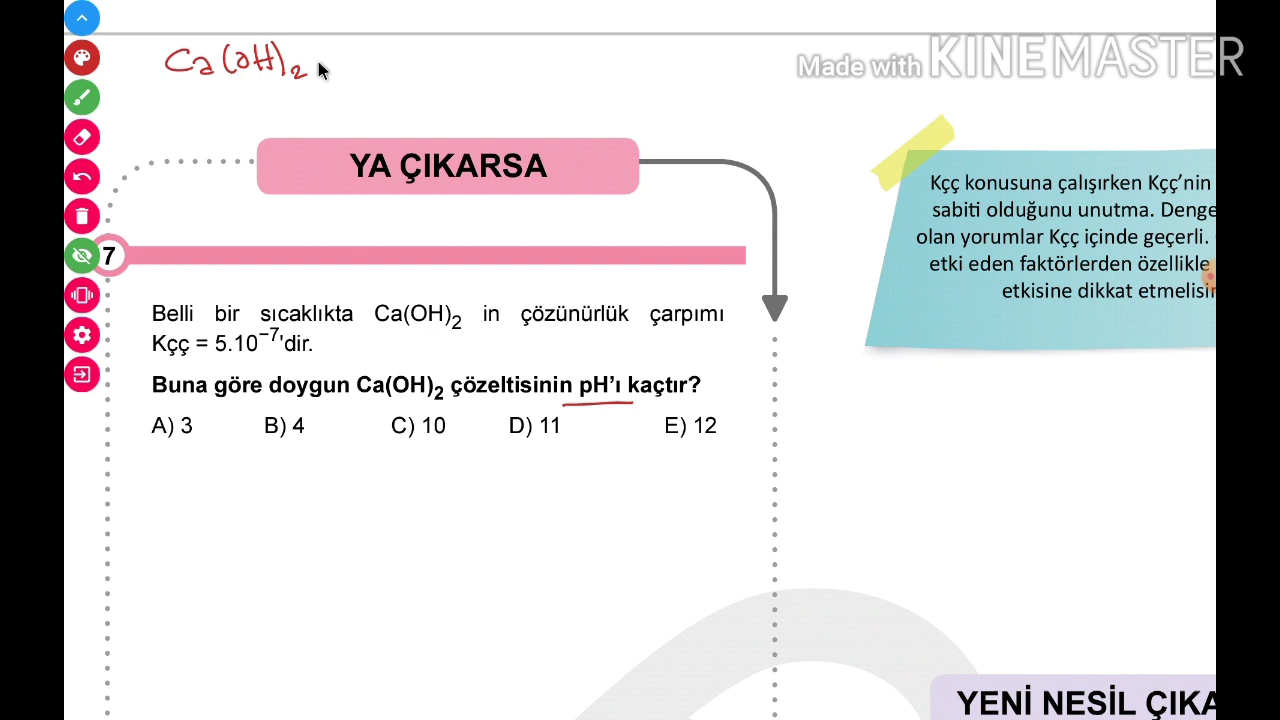 Ca(OH)2
Made with KINEMASTER
YA ÇIKARSA
7
Belli bir sıcaklıkta Ca(OH)2 in çözünürlük çarpımı
Kçç = 5.10⁻⁷'dir.
Buna göre doygun Ca(OH)2 çözeltisinin pH'ı kaçtır?
A) 3 B) 4 C) 10 D) 11 E) 12
Kçç konusuna çalışırken Kçç'nin
sabiti olduğunu unutma. Denge
olan yorumlar Kçç içinde geçerli.
etki eden faktörlerden özellikle
etkisine dikkat etmelisin
YENİ NESİL ÇIKA